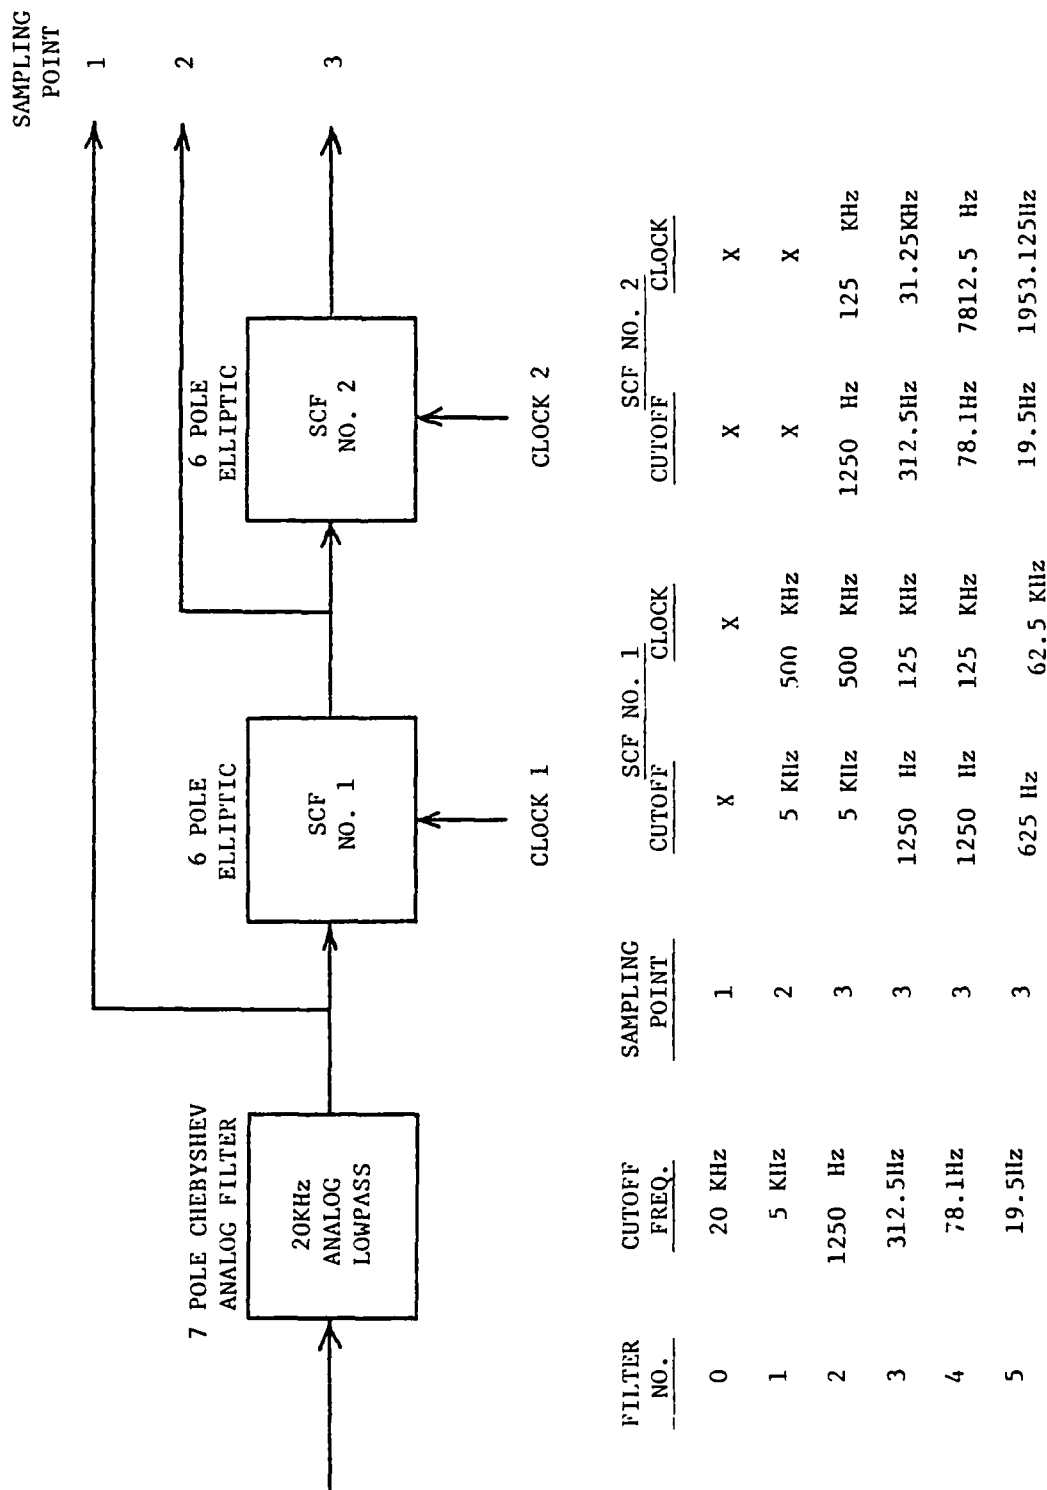 SAMPLING
POINT
1
2
3
7 POLE CHEBYSHEV
ANALOG FILTER
20KHz
ANALOG
LOWPASS
6 POLE
ELLIPTIC
SCF
NO. 1
CLOCK 1
6 POLE
ELLIPTIC
SCF
NO. 2
CLOCK 2
SCF NO. 1 SCF NO. 2
FILTER NO. CUTOFF FREQ. SAMPLING POINT CUTOFF CLOCK CUTOFF CLOCK
0 20 KHz 1 X X X X
1 5 KHz 2 5 KHz 500 KHz X X
2 1250 Hz 3 5 KHz 500 KHz 1250 Hz 125 KHz
3 312.5Hz 3 1250 Hz 125 KHz 312.5Hz 31.25KHz
4 78.1Hz 3 1250 Hz 125 KHz 78.1Hz 7812.5 Hz
5 19.5Hz 3 625 Hz 62.5 KHz 19.5Hz 1953.125Hz